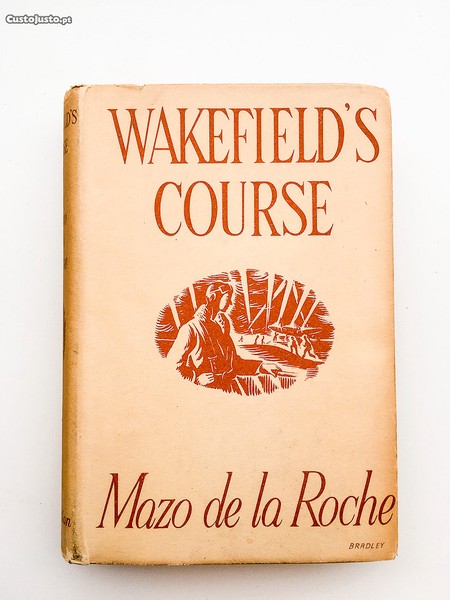 CustoJusto.pt
WAKEFIELD'S
COURSE
Mazo de la Roche
BRADLEY